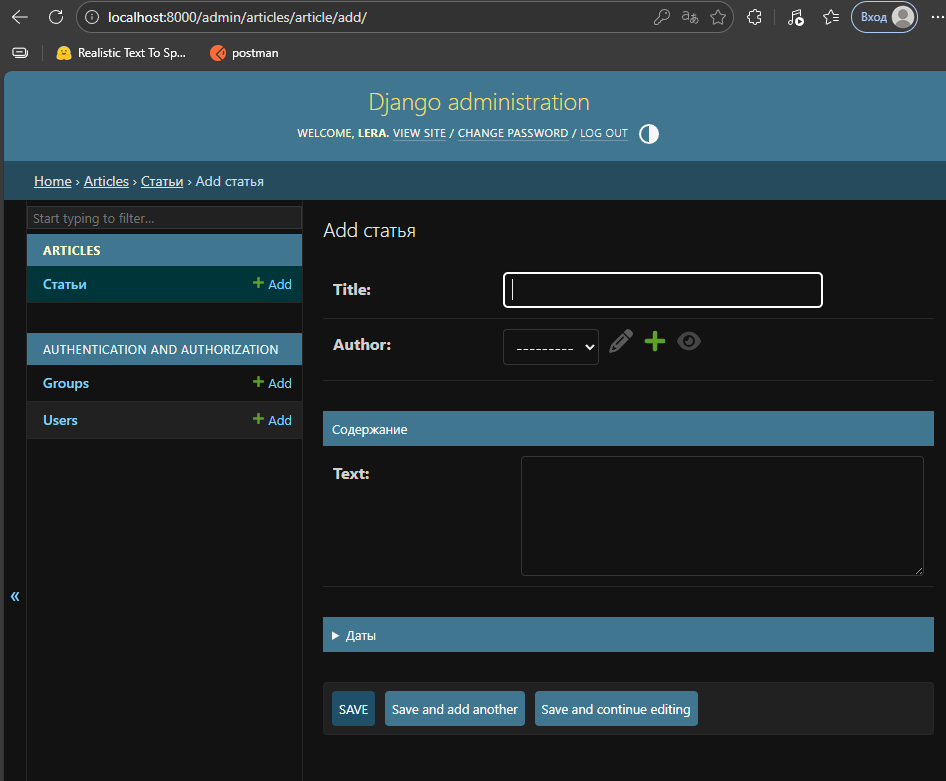 localhost:8000/admin/articles/article/add/
Вход
Realistic Text To Sp...
postman
Django administration
WELCOME, LERA. VIEW SITE / CHANGE PASSWORD / LOG OUT
Home › Articles › Статьи › Add статья
Start typing to filter...
ARTICLES
Статьи + Add
AUTHENTICATION AND AUTHORIZATION
Groups + Add
Users + Add
«
Add статья
Title:
Author: ---------
Содержание
Text:
Даты
SAVE Save and add another Save and continue editing